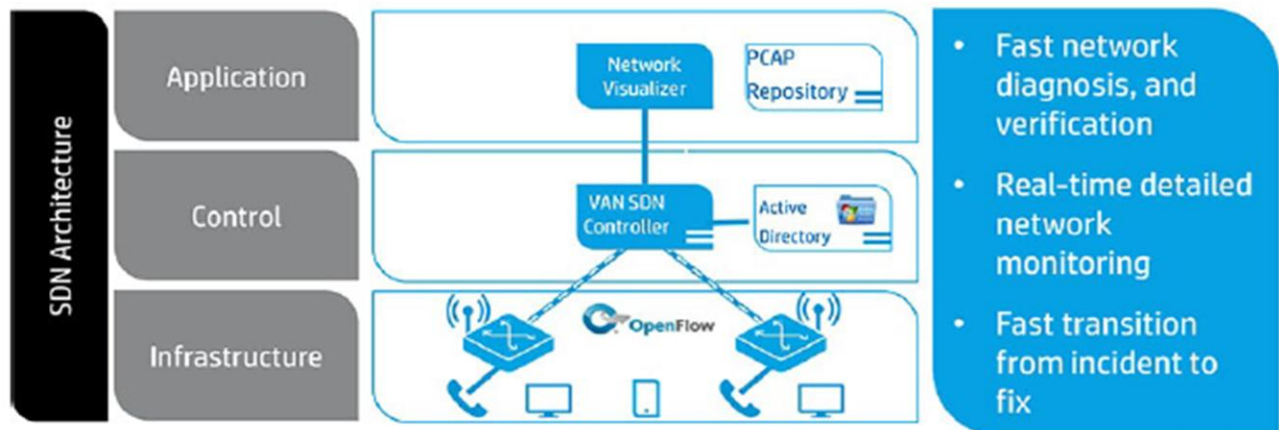 SDN Architecture
Application
Network
Visualizer
PCAP
Repository
Control
VAN SDN
Controller
Active
Directory
Infrastructure
OpenFlow
• Fast network
diagnosis, and
verification
• Real-time detailed
network
monitoring
• Fast transition
from incident to
fix